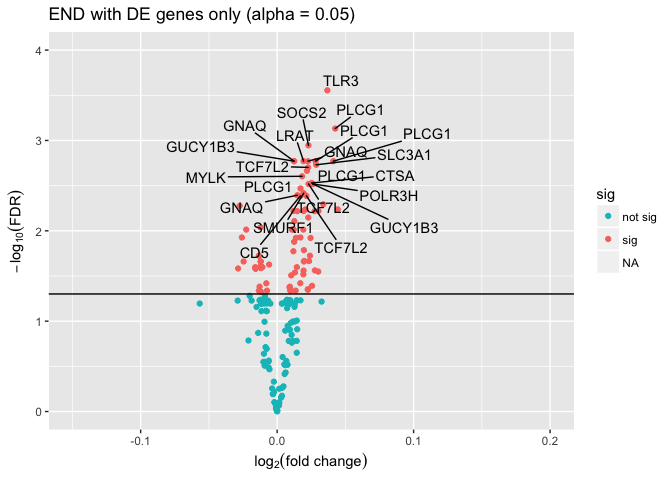 END with DE genes only (alpha = 0.05)
4
3
2
1
0
−log10(FDR)
TLR3
SOCS2
PLCG1
GNAQ
LRAT
PLCG1
PLCG1
GUCY1B3
GNAQ
SLC3A1
TCF7L2
MYLK
PLCG1
CTSA
PLCG1
POLR3H
GNAQ
TCF7L2
SMURF1
GUCY1B3
CD5
TCF7L2
-0.1
0.0
0.1
0.2
log2(fold change)
sig
not sig
sig
NA